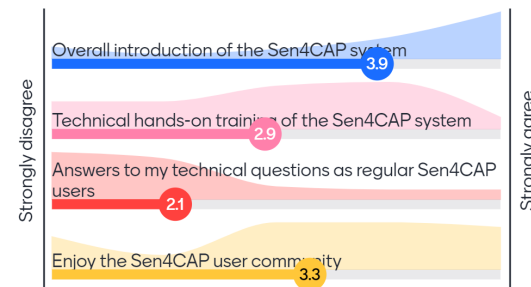 Strongly disagree
Overall introduction of the Sen4CAP system
3.9
Technical hands-on training of the Sen4CAP system
2.9
Answers to my technical questions as regular Sen4CAP
users
2.1
Enjoy the Sen4CAP user community
3.3
Strongly agree